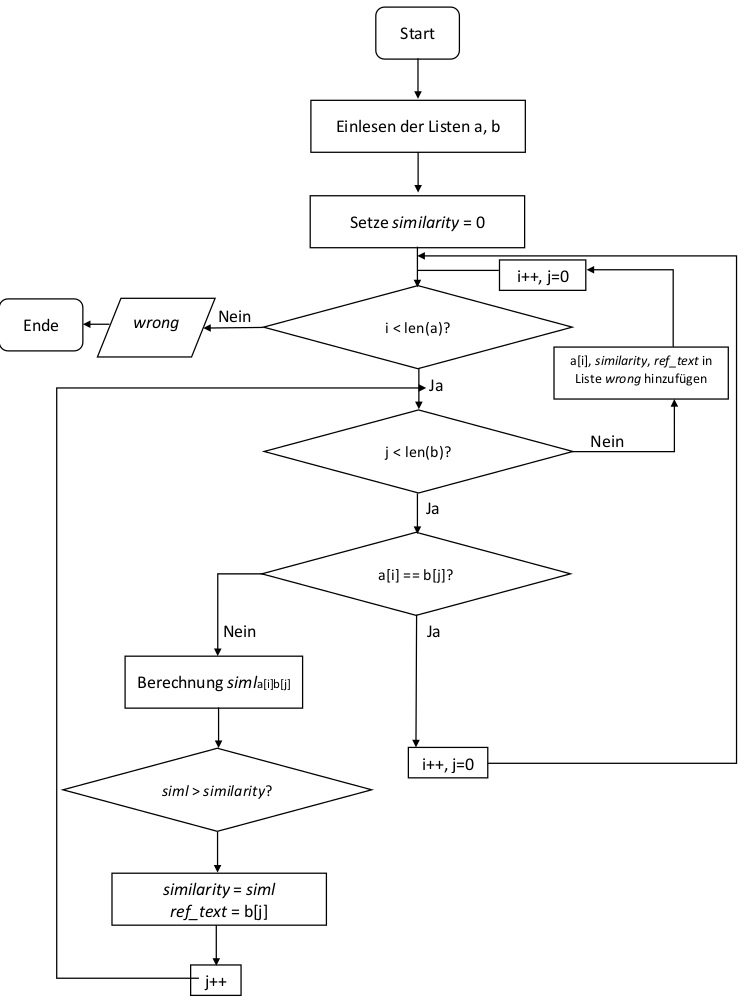 Start
Einlesen der Listen a, b
Setze similarity = 0
i++, j=0
Ende
wrong
Nein
i < len(a)?
a[i], similarity, ref_text in
Liste wrong hinzufügen
Ja
j < len(b)?
Nein
Ja
a[i] == b[j]?
Nein
Ja
Berechnung simla[i]b[j]
i++, j=0
siml > similarity?
similarity = siml
ref_text = b[j]
j++